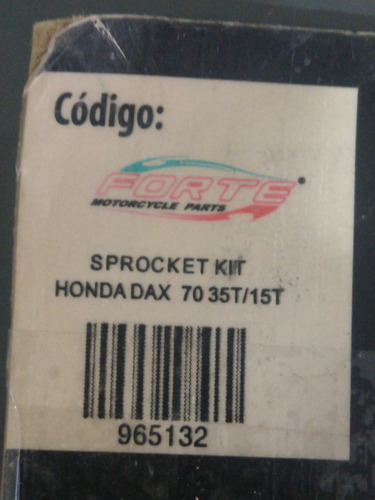 Código:
FORTE®
MOTORCYCLE PARTS
SPROCKET KIT
HONDA DAX 70 35T/15T
965132